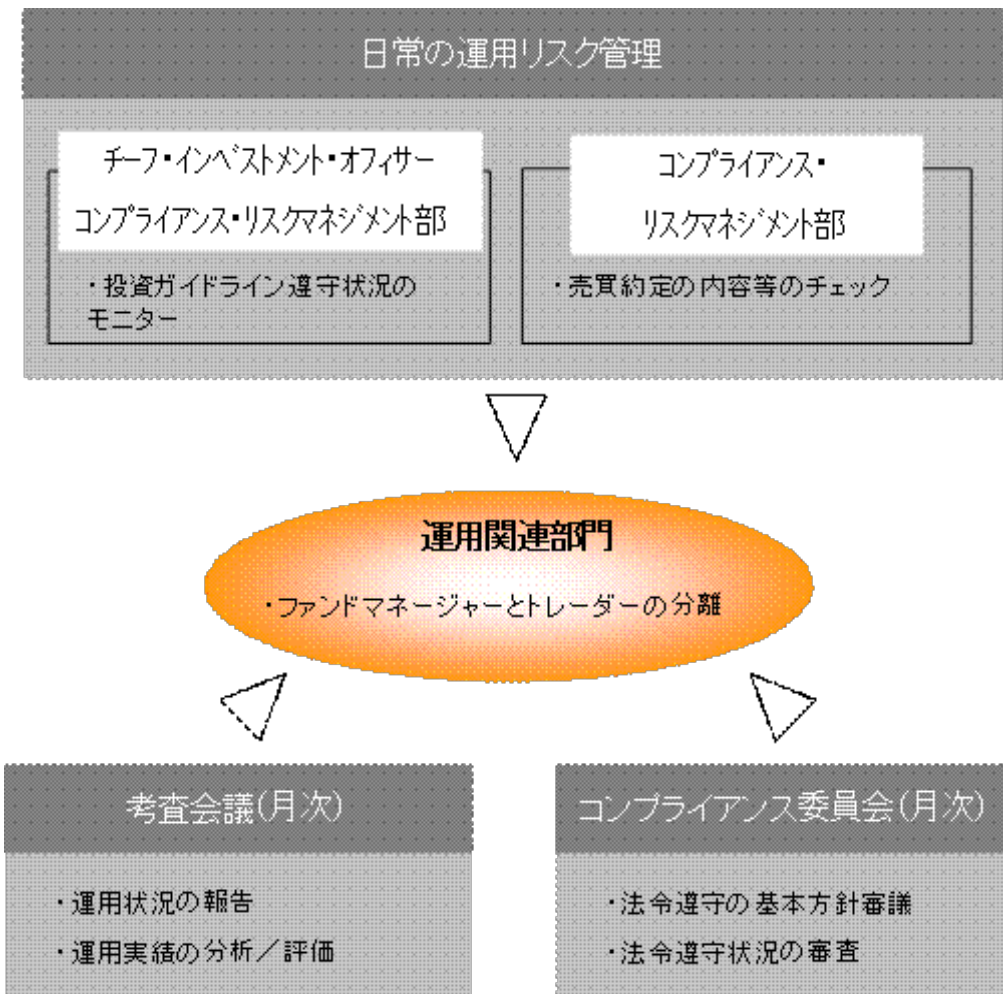 日常の運用リスク管理
チーフ・インベストメント・オフィサー
コンプライアンス・リスクマネジメント部
・投資ガイドライン遵守状況の
モニター
コンプライアンス・
リスクマネジメント部
・売買約定の内容等のチェック
運用関連部門
・ファンドマネージャーとトレーダーの分離
考査会議(月次)
・運用状況の報告
・運用実績の分析／評価
コンプライアンス委員会(月次)
・法令遵守の基本方針審議
・法令遵守状況の審査